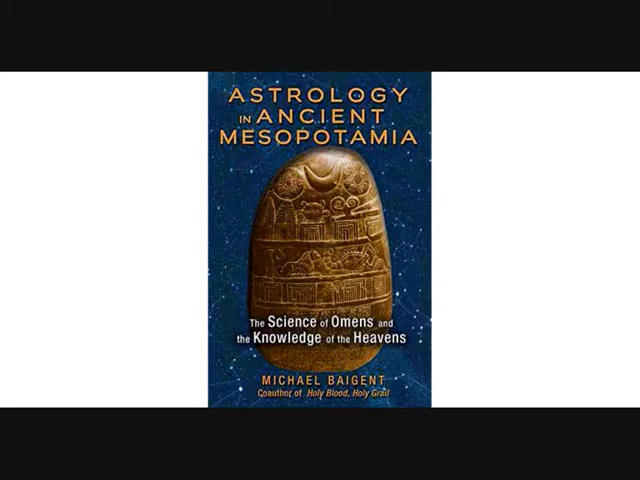 ASTROLOGY
IN ANCIENT
MESOPOTAMIA
The Science of Omens and
the Knowledge of the Heavens
MICHAEL BAIGENT
Coauthor of Holy Blood, Holy Grail